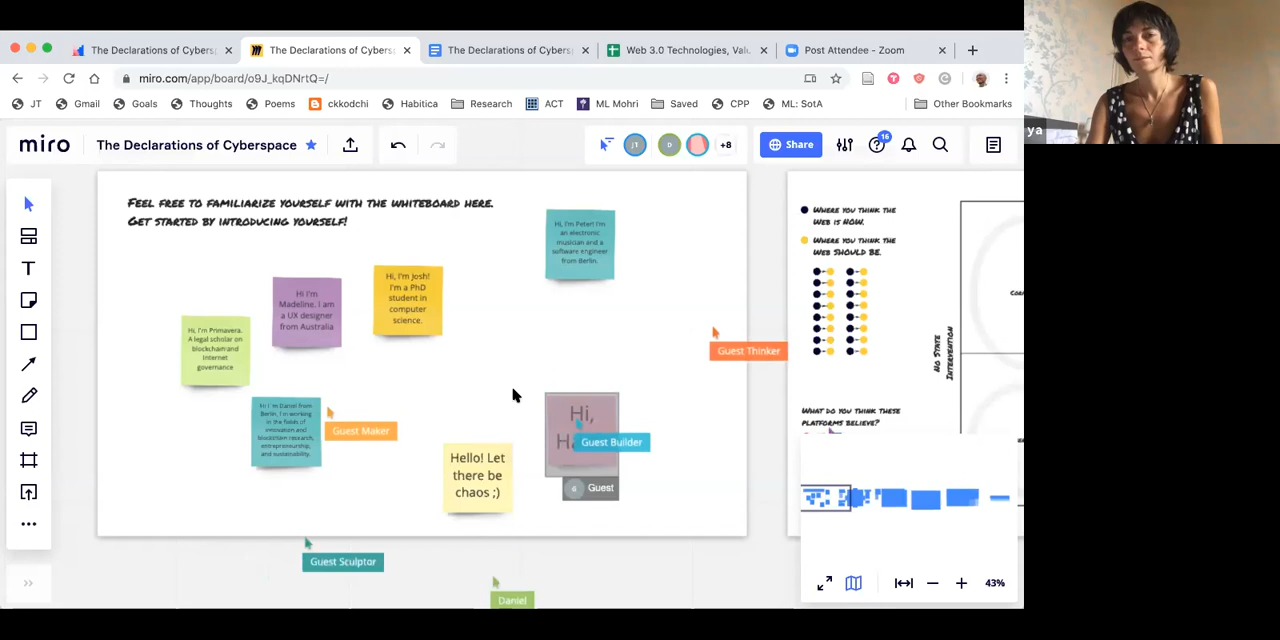 The Declarations of Cybers
The Declarations of Cybers
The Declarations of Cybersp
Web 3.0 Technologies, Valu
Post Attendee - Zoom
miro.com/app/board/o9J_kqDNrtQ=/
JT
Gmail
Goals
Thoughts
Poems
ckkodchi
Habitica
Research
ACT
ML Mohri
Saved
CPP
ML: SotA
Other Bookmarks
miro
The Declarations of Cyberspace
JT
D
+8
Share
16
ya
Feel free to familiarize yourself with the whiteboard here.
Get started by introducing yourself!
Hi, I'm Peter! I'm
an electronic
musician and a
software engineer
from Berlin.
Hi I'm
Madeline. I am
a UX designer
from Australia
Hi, I'm Josh!
I'm a PhD
student in
computer
science.
Hi, I'm Primavera.
A legal scholar on
blockchain and
Internet
governance
Hi I'm Daniel from
Berlin, I'm working
in the fields of
innovation and
blockchain research,
entrepreneurship,
and sustainability.
Guest Maker
Hello! Let
there be
chaos ;)
Hi,
Guest Builder
Guest
Guest Thinker
Guest Sculptor
Daniel
Where you think the
Web is NOW.
Where you think the
Web SHOULD BE.
No State
Intervention
What do you think these
platforms believe?
43%